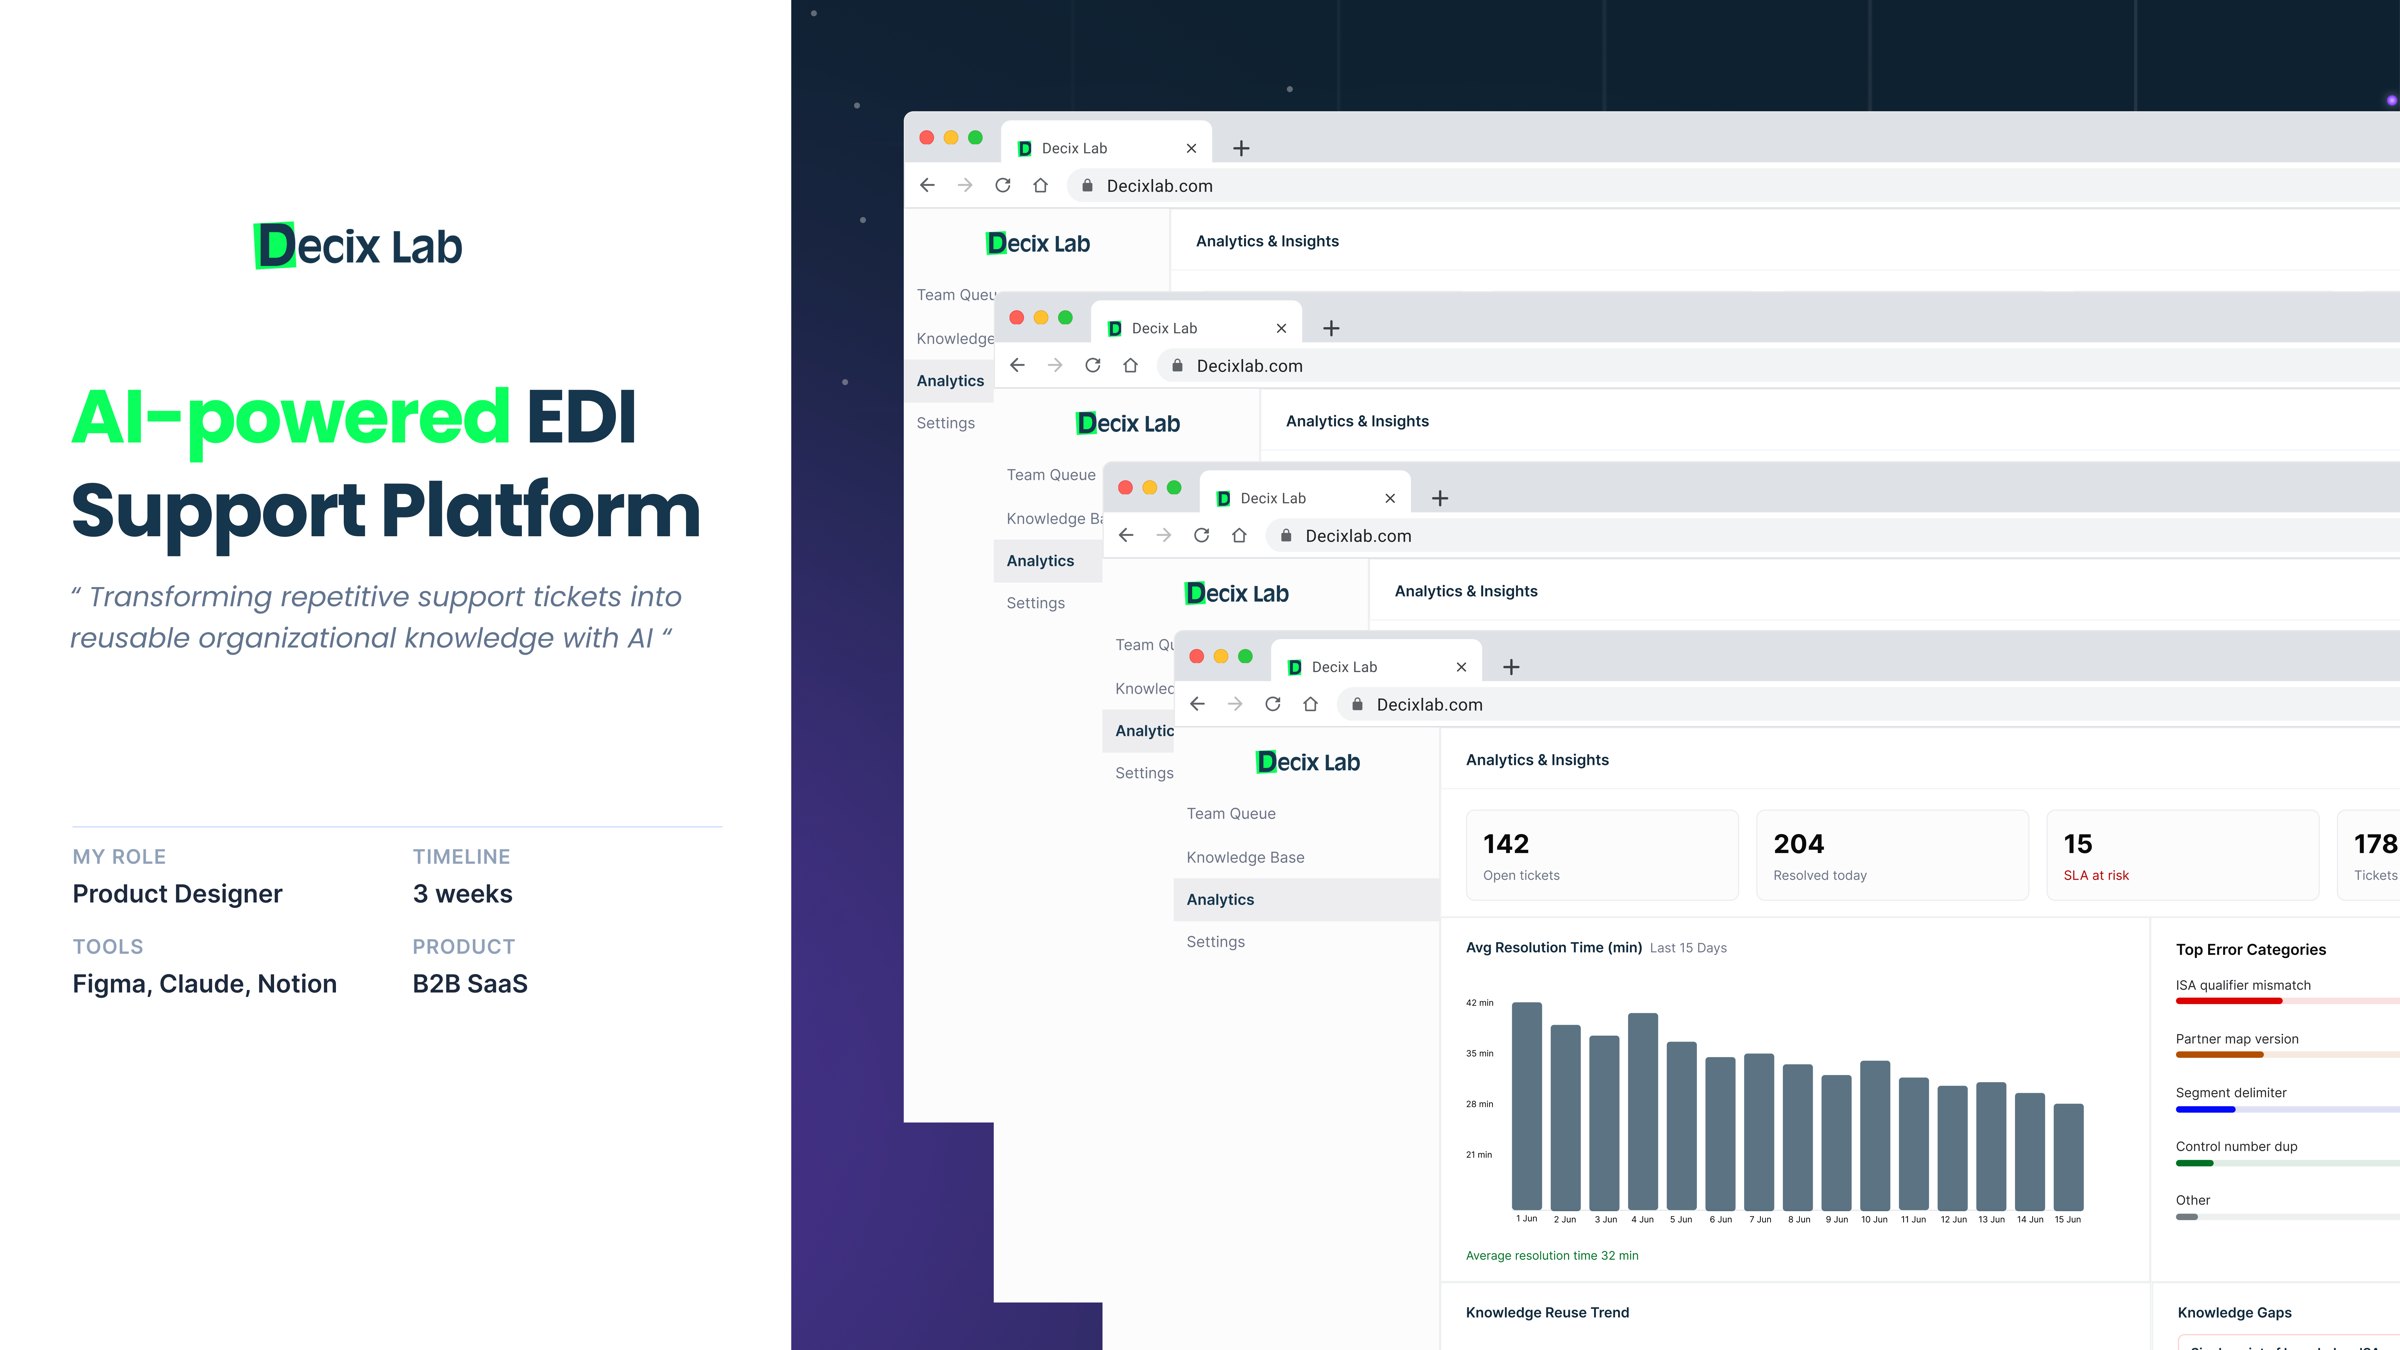 Decix Lab
AI-powered EDI
Support Platform
“ Transforming repetitive support tickets into
reusable organizational knowledge with AI “
MY ROLE
Product Designer
TIMELINE
3 weeks
TOOLS
Figma, Claude, Notion
PRODUCT
B2B SaaS
Decix Lab
Decixlab.com
Decix Lab
Analytics & Insights
Team Queu
Knowledge
Analytics
Settings
Decix Lab
Decixlab.com
Decix Lab
Analytics & Insights
Team Queue
Knowledge Ba
Analytics
Settings
Decix Lab
Decixlab.com
Decix Lab
Analytics & Insights
Team Qu
Knowled
Analytic
Settings
Decix Lab
Decixlab.com
Decix Lab
Analytics & Insights
Team Queue
Knowledge Base
Analytics
Settings
142
Open tickets
204
Resolved today
15
SLA at risk
178
Tickets
Avg Resolution Time (min) Last 15 Days
42 min
35 min
28 min
21 min
1 Jun 2 Jun 3 Jun 4 Jun 5 Jun 6 Jun 7 Jun 8 Jun 9 Jun 10 Jun 11 Jun 12 Jun 13 Jun 14 Jun 15 Jun
Average resolution time 32 min
Top Error Categories
ISA qualifier mismatch
Partner map version
Segment delimiter
Control number dup
Other
Knowledge Reuse Trend
Knowledge Gaps